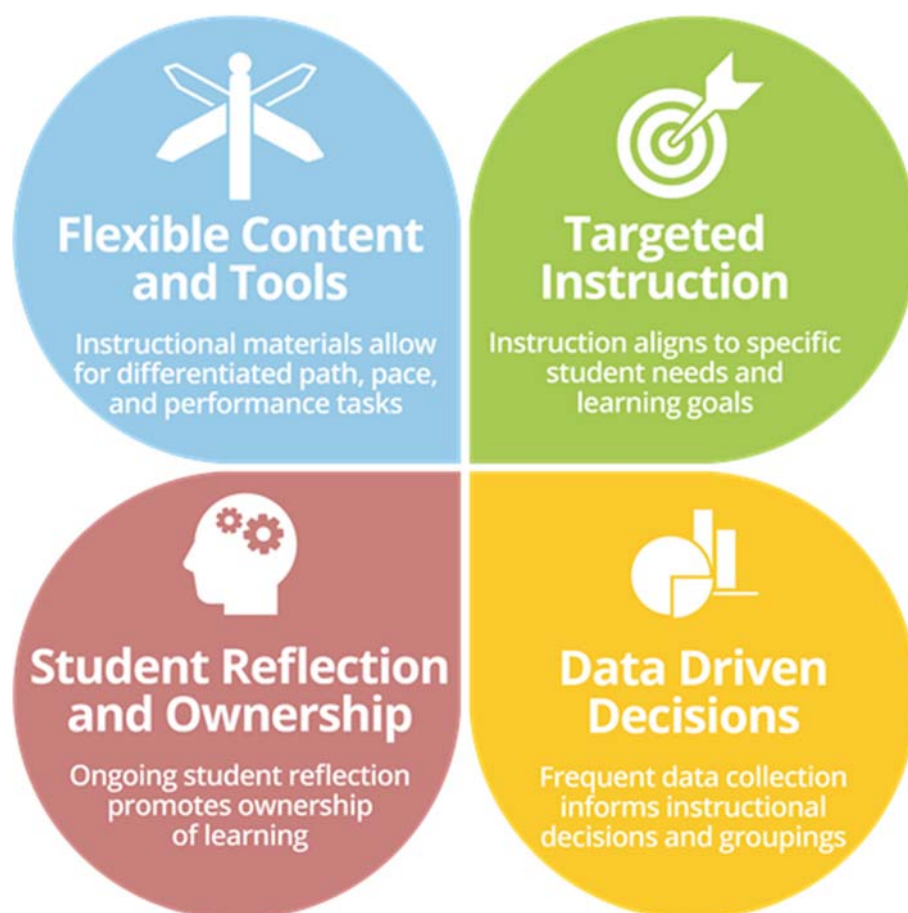 Flexible Content
and Tools
Instructional materials allow
for differentiated path, pace,
and performance tasks
Targeted
Instruction
Instruction aligns to specific
student needs and
learning goals
Student Reflection
and Ownership
Ongoing student reflection
promotes ownership
of learning
Data Driven
Decisions
Frequent data collection
informs instructional
decisions and groupings